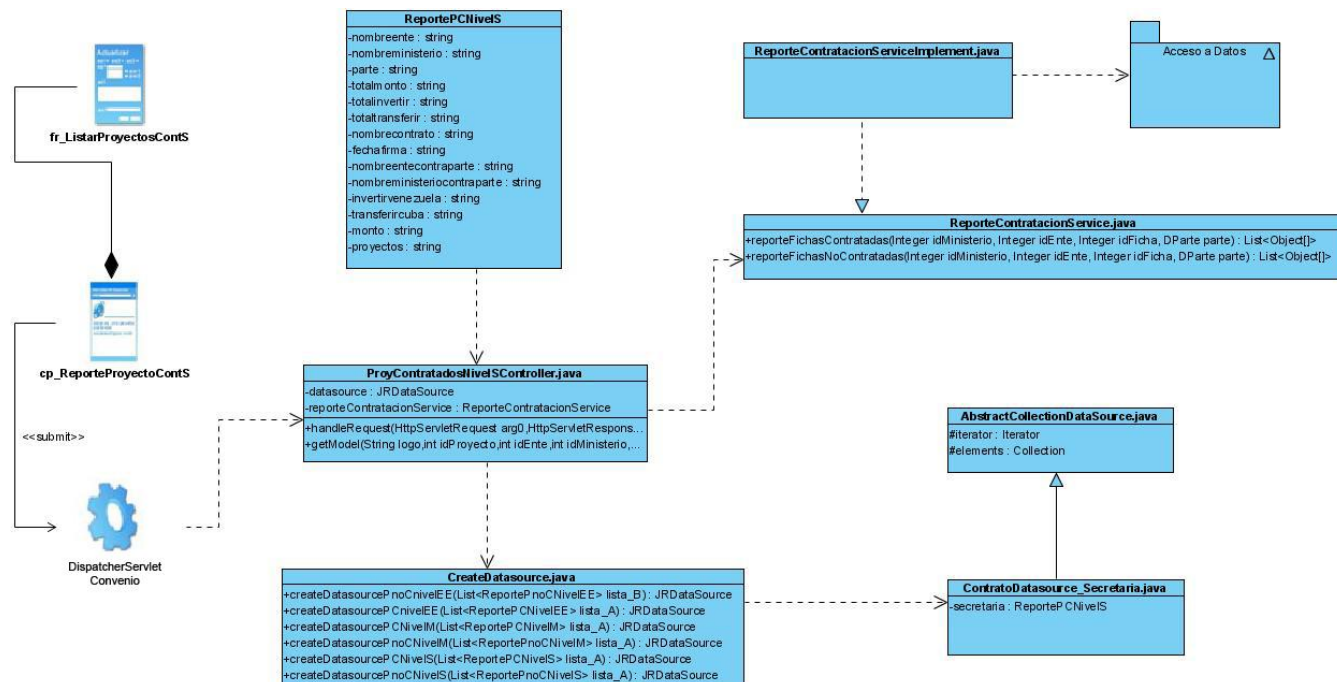 Actualizar
fr_ListarProyectosContS
cp_ReporteProyectoContS
<<submit>>
DispatcherServlet
Convenio
ReportePCNivelS
-nombreente : string
-nombreministerio : string
-parte : string
-totalmonto : string
-totalinvertir : string
-totaltransferir : string
-nombrecontrato : string
-fechafirma : string
-nombreentecontraparte : string
-nombreministeriocontraparte : string
-invertirvenezuela : string
-transferircuba : string
-monto : string
-proyectos : string
ReporteContratacionServiceImplement.java
Acceso a Datos
ReporteContratacionService.java
+reporteFichasContratadas(Integer idMinisterio, Integer idEnte, Integer idFicha, DParte parte) : List<Object[]>
+reporteFichasNoContratadas(Integer idMinisterio, Integer idEnte, Integer idFicha, DParte parte) : List<Object[]>
ProyContratadosNivelSController.java
-datasource : JRDataSource
-reporteContratacionService : ReporteContratacionService
+handleRequest(HttpServletRequest arg0,HttpServletRespons...
+getModel(String logo,int idProyecto,int idEnte,int idMinisterio,...
AbstractCollectionDataSource.java
#iterator : Iterator
#elements : Collection
CreateDatasource.java
+createDatasourcePnoCnivelEE(List<ReportePnoCNivelEE> lista_B) : JRDataSource
+createDatasourcePCnivelEE(List<ReportePCNivelEE> lista_A) : JRDataSource
+createDatasourcePCNivelM(List<ReportePCNivelM> lista_A) : JRDataSource
+createDatasourcePnoCNivelM(List<ReportePnoCNivelM> lista_A) : JRDataSource
+createDatasourcePCNivelS(List<ReportePCNivelS> lista_A) : JRDataSource
+createDatasourcePnoCNivelS(List<ReportePnoCNivelS> lista_A) : JRDataSource
ContratoDatasource_Secretaria.java
-secretaria : ReportePCNivelS